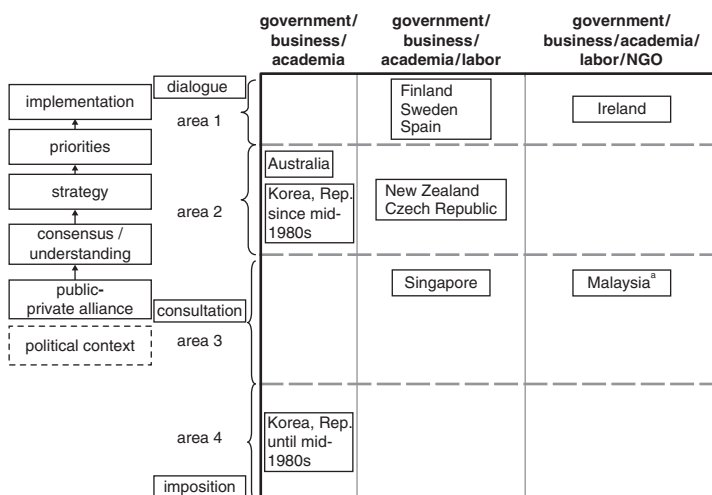 government/
business/
academia
government/
business/
academia/labor
government/
business/academia/
labor/NGO
implementation
priorities
strategy
consensus /
understanding
public-
private alliance
political context
dialogue
area 1
area 2
consultation
area 3
area 4
imposition
Finland
Sweden
Spain
Ireland
Australia
Korea, Rep.
since mid-
1980s
New Zealand
Czech Republic
Singapore
Malaysiaᵃ
Korea, Rep.
until mid-
1980s